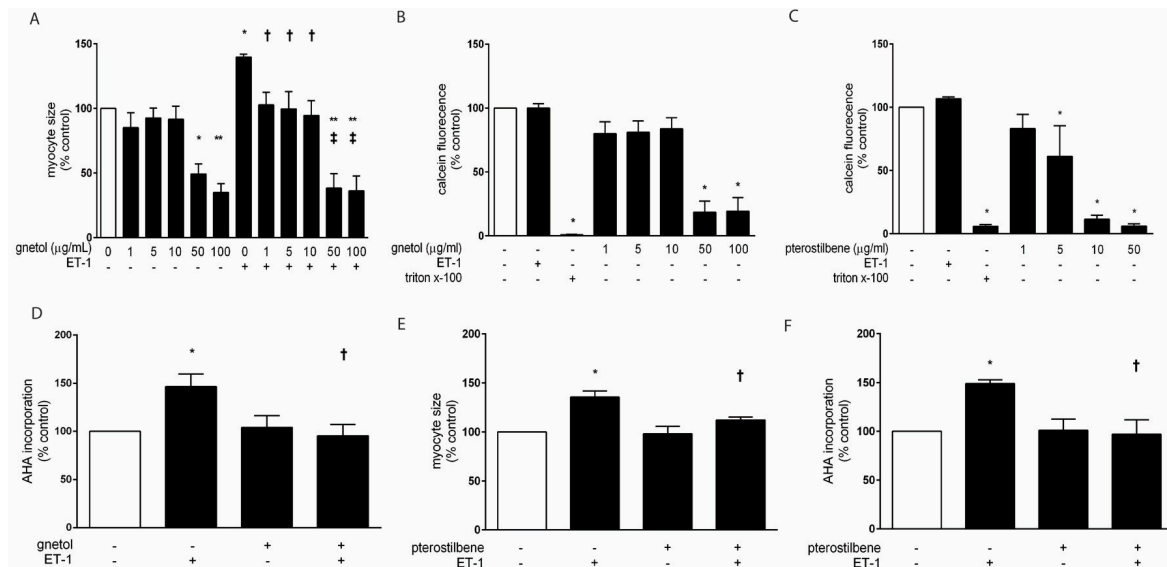 A
myocyte size
(% control)
150
100
50
0
* ** * † † † ** **
‡ ‡
gnetol (μg/mL) 0 1 5 10 50 100 0 1 5 10 50 100
ET-1 - - - - - - + + + + + +
B
calcein fluorecence
(% control)
150
100
50
0
* * *
gnetol (μg/ml) - - - 1 5 10 50 100
ET-1 - + - - - - - -
triton x-100 - - + - - - - -
C
calcein fluorecence
(% control)
150
100
50
0
* * * *
pterostilbene (μg/ml) - - - 1 5 10 50
ET-1 - + - - - - -
triton x-100 - - + - - - -
D
AHA incorporation
(% control)
200
150
100
50
0
* †
gnetol - - + +
ET-1 - + - +
E
myocyte size
(% control)
200
150
100
50
0
* †
pterostilbene - - + +
ET-1 - + - +
F
AHA incorporation
(% control)
200
150
100
50
0
* †
pterostilbene - - + +
ET-1 - + - +